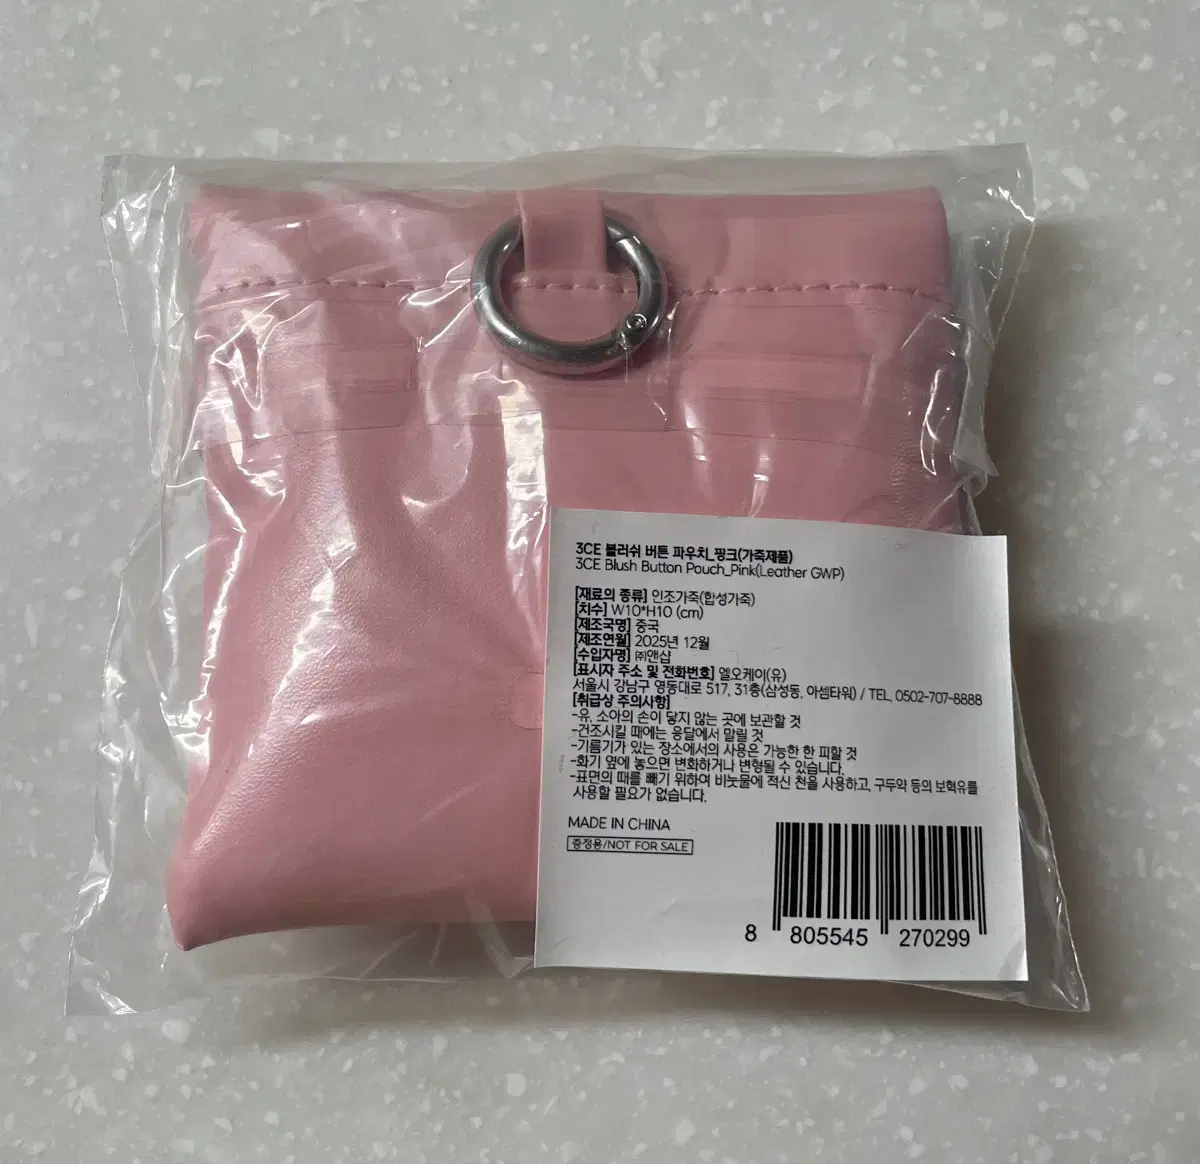 3CE 블러쉬 버튼 파우치_핑크(가죽제품)
3CE Blush Button Pouch_Pink(Leather GWP)
[재료의 종류] 인조가죽(합성가죽)
[치수] W10*H10 (cm)
[제조국명] 중국
[제조연월] 2025년 12월
[수입자명] ㈜앤샵
[표시자 주소 및 전화번호] 엘오케이(유)
서울시 강남구 영동대로 517, 31층(삼성동, 아셈타워) / TEL, 0502-707-8888
[취급상 주의사항]
-유, 소아의 손이 닿지 않는 곳에 보관할 것
-건조시킬 때에는 응달에서 말릴 것
-기름기가 있는 장소에서의 사용은 가능한 한 피할 것
-화기 옆에 놓으면 변화하거나 변형될 수 있습니다.
-표면의 때를 빼기 위하여 비눗물에 적신 천을 사용하고, 구두약 등의 보혁유를
사용할 필요가 없습니다.
MADE IN CHINA
증정용/NOT FOR SALE
8 805545 270299